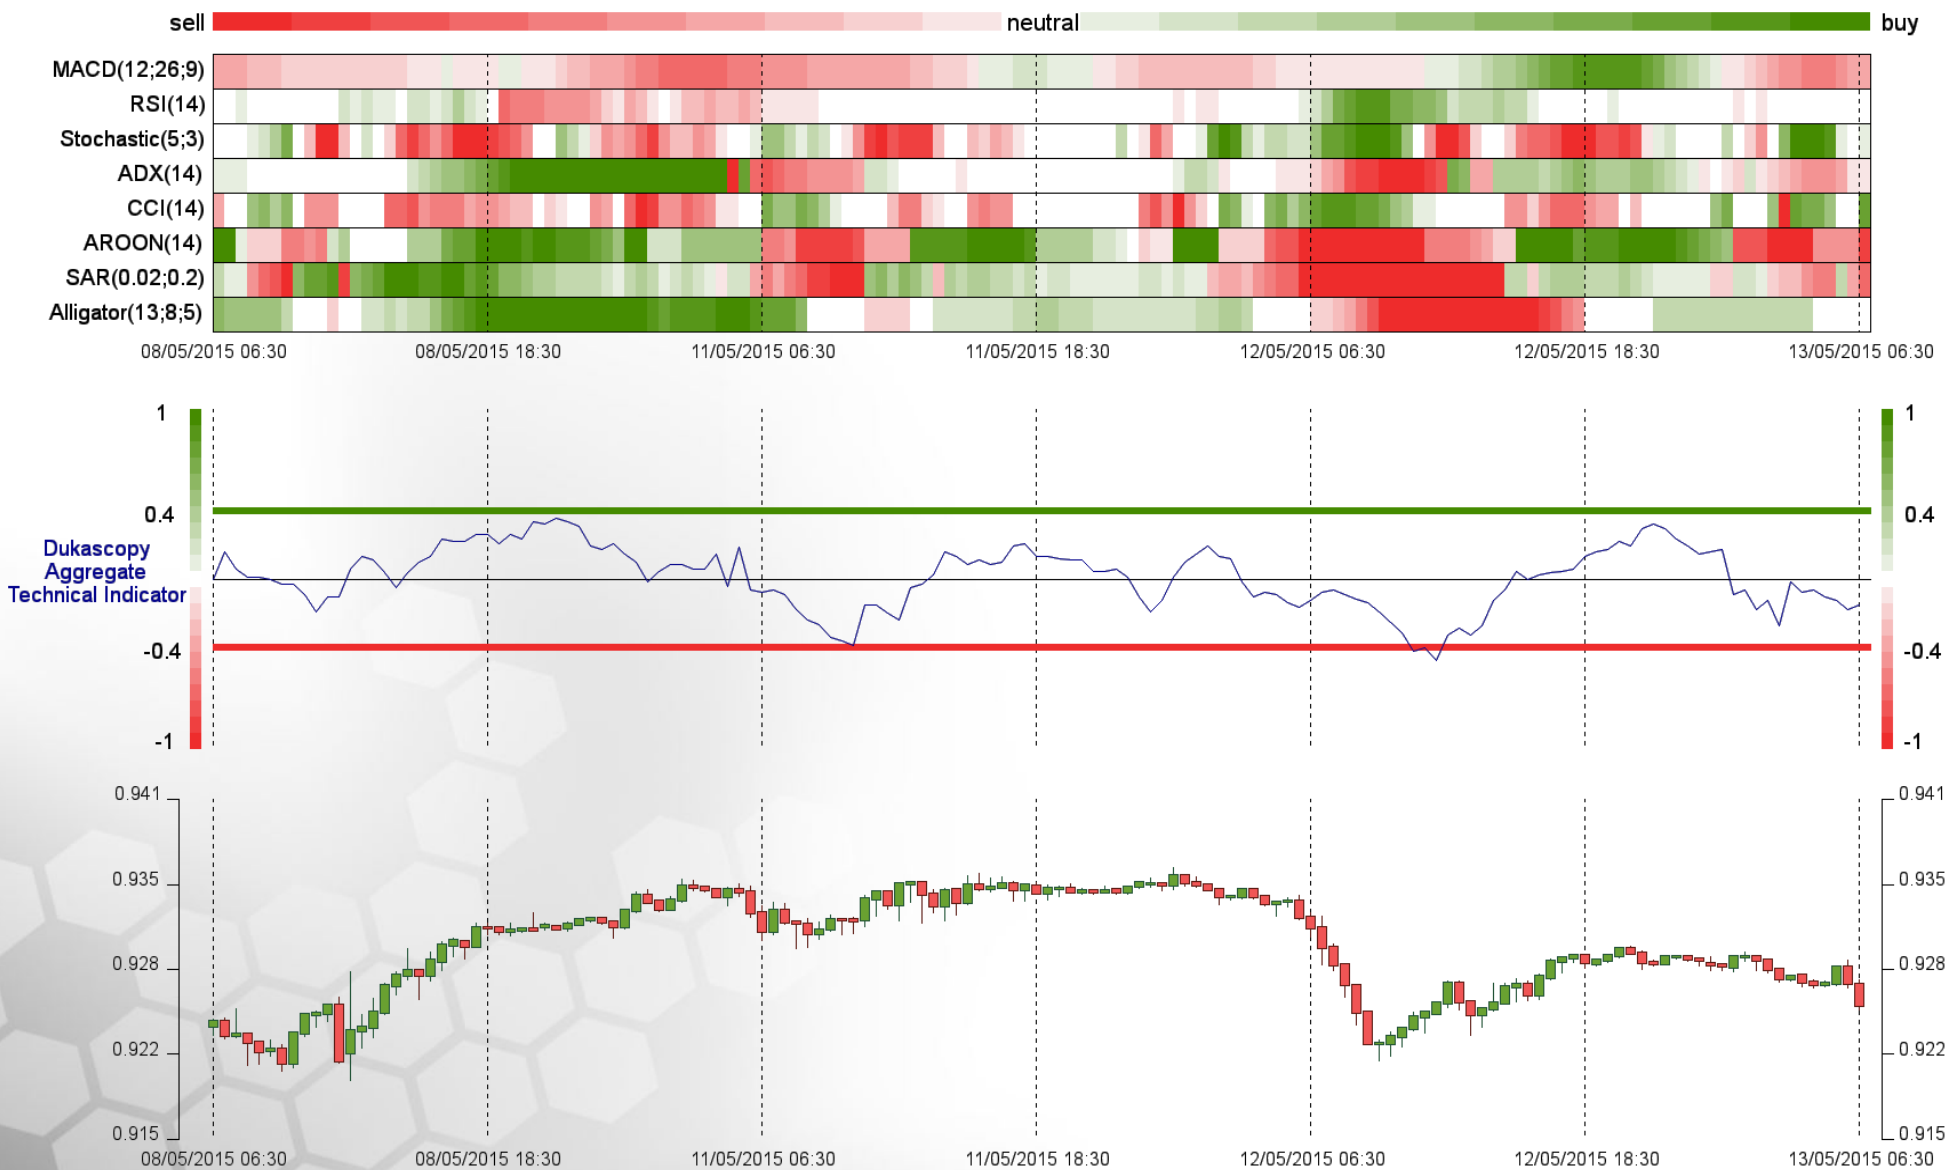 sell neutral buy
MACD(12;26;9)
RSI(14)
Stochastic(5;3)
ADX(14)
CCI(14)
AROON(14)
SAR(0.02;0.2)
Alligator(13;8;5)
08/05/2015 06:30 08/05/2015 18:30 11/05/2015 06:30 11/05/2015 18:30 12/05/2015 06:30 12/05/2015 18:30 13/05/2015 06:30
1 1
0.4 0.4
Dukascopy
Aggregate
Technical Indicator
-0.4 -0.4
-1 -1
0.941 0.941
0.935 0.935
0.928 0.928
0.922 0.922
0.915 0.915
08/05/2015 06:30 08/05/2015 18:30 11/05/2015 06:30 11/05/2015 18:30 12/05/2015 06:30 12/05/2015 18:30 13/05/2015 06:30